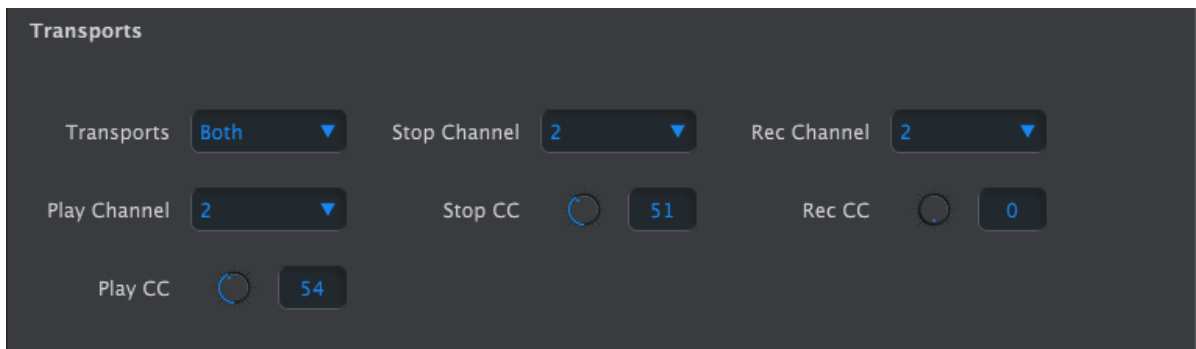 Transports
Transports Both Stop Channel 2 Rec Channel 2
Play Channel 2 Stop CC 51 Rec CC 0
Play CC 54